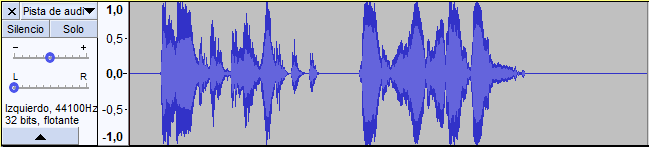 Pista de audi
Silencio Solo
- +
L R
Izquierdo, 44100Hz
32 bits, flotante
1,0
0,5
0,0
-0,5
-1,0